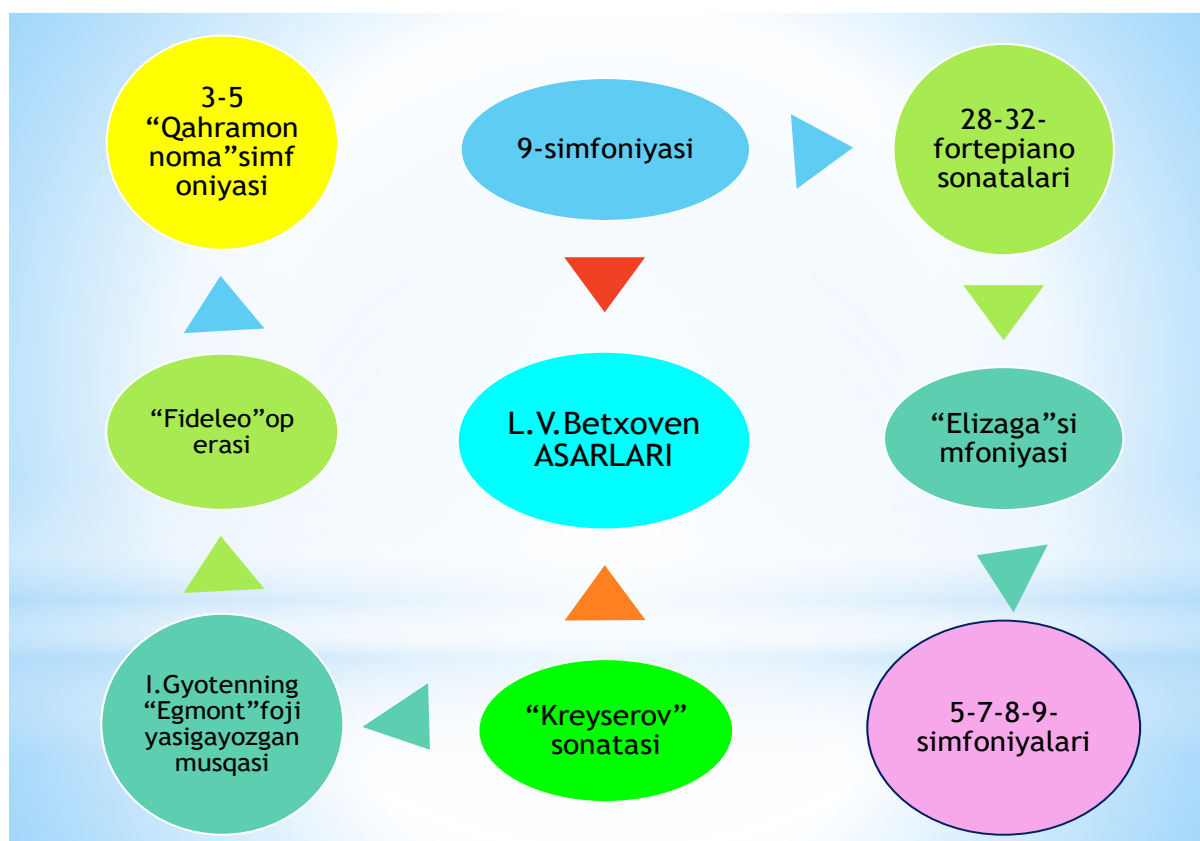 3-5
“Qahramon
noma”simf
oniyasi
9-simfoniyasi
28-32-
fortepiano
sonatalari
“Fideleo”op
erasi
L.V.Betxoven
ASARLARI
“Elizaga”si
mfoniyasi
I.Gyotenning
“Egmont”foji
yasigayozgan
musqasi
“Kreyserov”
sonatasi
5-7-8-9-
simfoniyalari